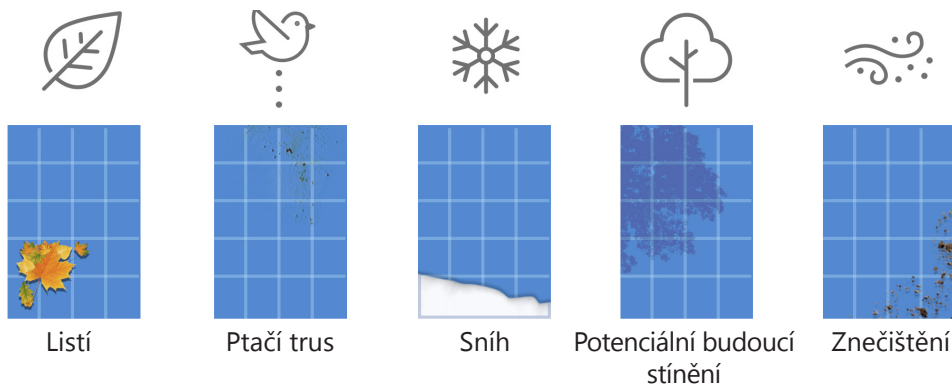 Listí
Ptačí trus
Sníh
Potenciální budoucí
stínění
Znečištění